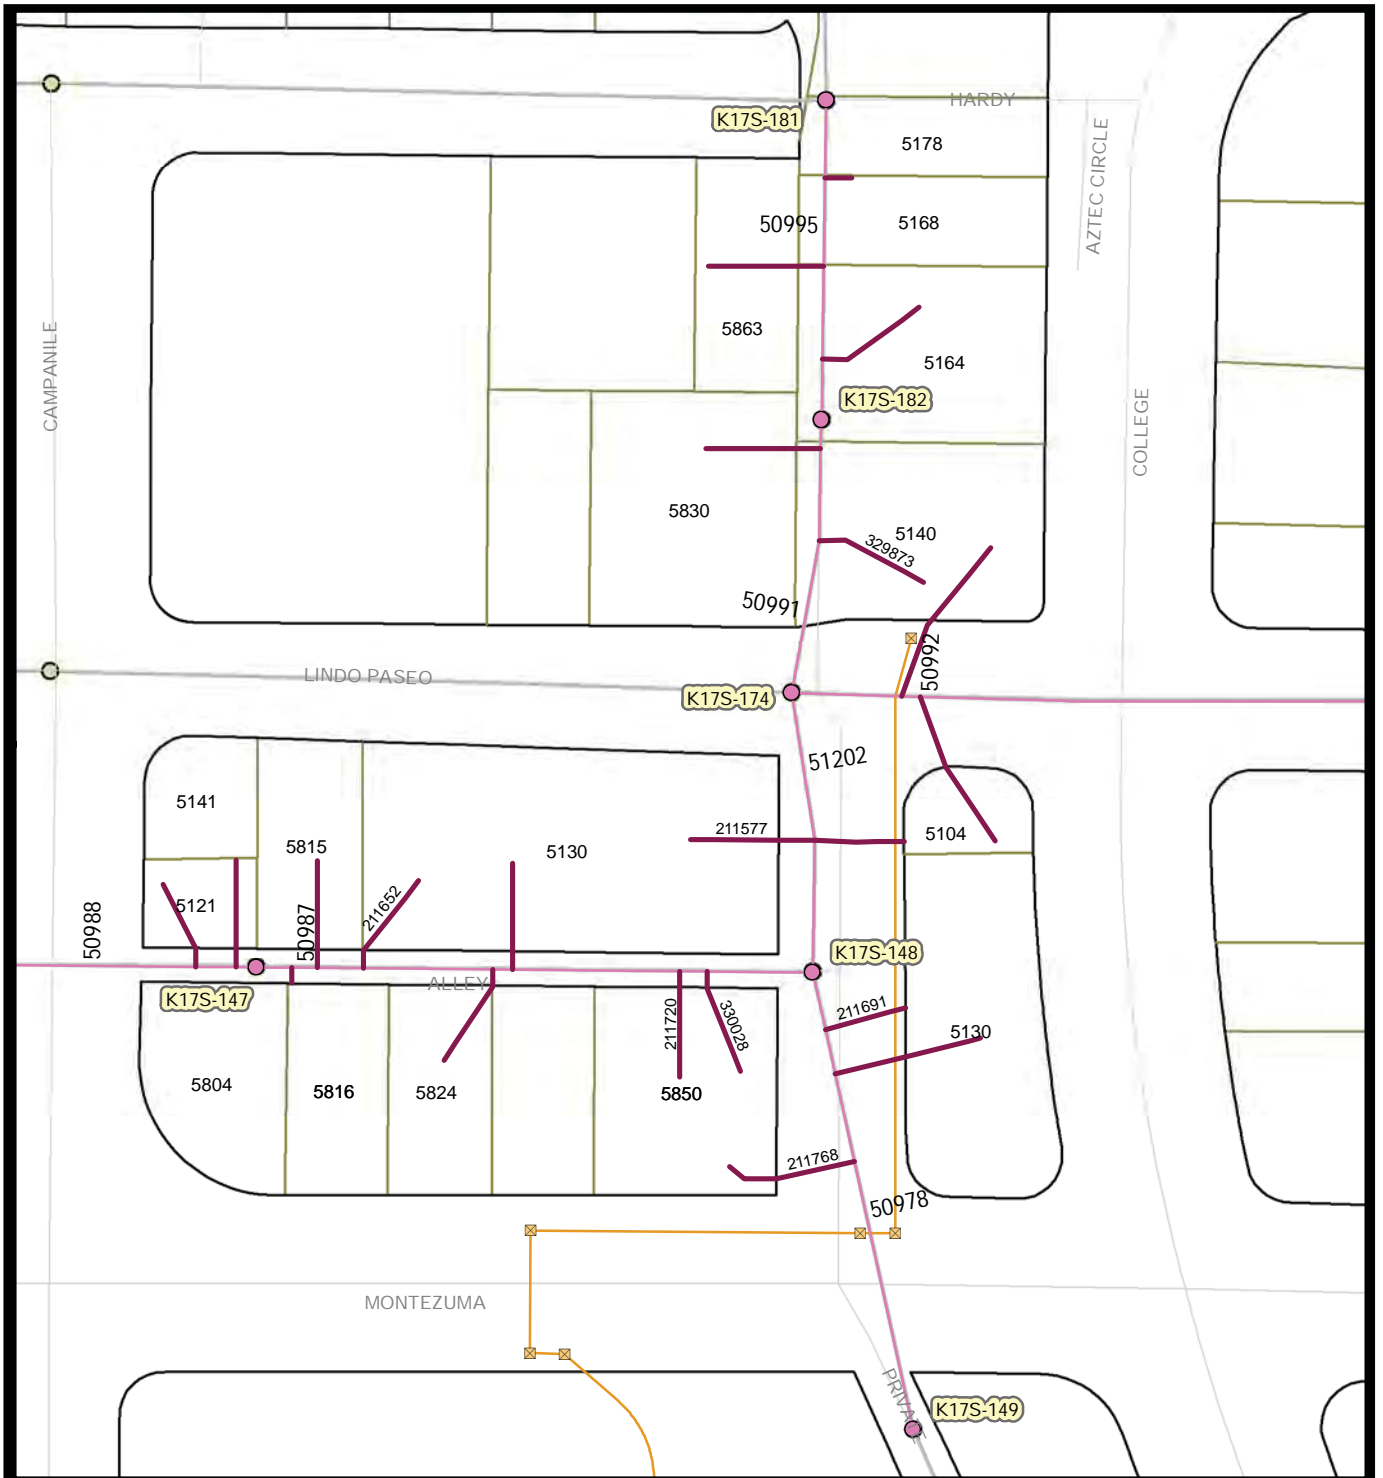 HARDY
K17S-181
5178
AZTEC CIRCLE
50995
5168
5863
5164
CAMPANILE
K17S-182
COLLEGE
5830
5140
329873
50991
50992
LINDO PASEO
K17S-174
51202
5141
211577
5104
5815
5130
5121
211652
50988
50987
K17S-148
ALLEY
K17S-147
211691
211720
330028
5130
5804
5816
5824
5850
211768
50978
MONTEZUMA
PRIVATE
K17S-149